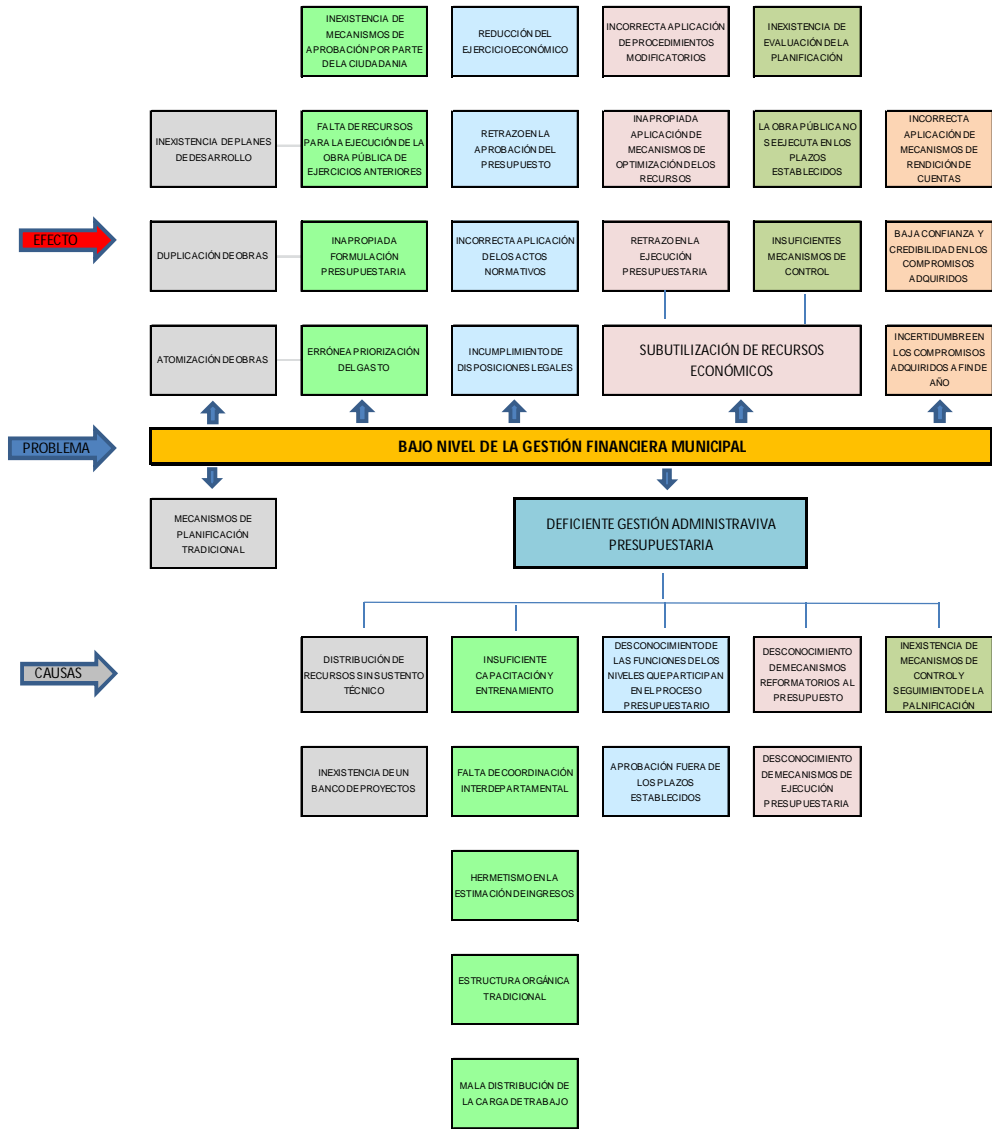 INEXISTENCIA DE
MECANISMOS DE
APROBACIÓN POR PARTE
DE LA CIUDADANIA
REDUCCIÓN DEL
EJERCICIO ECONÓMICO
INCORRECTA APLICACIÓN
DE PROCEDIMIENTOS
MODIFICATORIOS
INEXISTENCIA DE
EVALUACIÓN DE LA
PLANIFICACIÓN
INEXISTENCIA DE PLANES
DE DESARROLLO
FALTA DE RECURSOS
PARA LA EJECUCIÓN DE LA
OBRA PÚBLICA DE
EJERCICIOS ANTERIORES
RETRAZO EN LA
APROBACIÓN DEL
PRESUPUESTO
INAPROPIADA
APLICACIÓN DE
MECANISMOS DE
OPTIMIZACIÓN DE LOS
RECURSOS
LA OBRA PÚBLICA NO
SE EJECUTA EN LOS
PLAZOS
ESTABLECIDOS
INCORRECTA
APLICACIÓN DE
MECANISMOS DE
RENDICIÓN DE
CUENTAS
EFECTO
DUPLICACIÓN DE OBRAS
INAPROPIADA
FORMULACIÓN
PRESUPUESTARIA
INCORRECTA APLICACIÓN
DE LOS ACTOS
NORMATIVOS
RETRAZO EN LA
EJECUCIÓN
PRESUPUESTARIA
INSUFICIENTES
MECANISMOS DE
CONTROL
BAJA CONFIANZA Y
CREDIBILIDAD EN LOS
COMPROMISOS
ADQUIRIDOS
ATOMIZACIÓN DE OBRAS
ERRÓNEA PRIORIZACIÓN
DEL GASTO
INCUMPLIMIENTO DE
DISPOSICIONES LEGALES
SUBUTILIZACIÓN DE RECURSOS
ECONÓMICOS
INCERTIDUMBRE EN
LOS COMPROMISOS
ADQUIRIDOS A FIN DE
AÑO
PROBLEMA
BAJO NIVEL DE LA GESTIÓN FINANCIERA MUNICIPAL
MECANISMOS DE
PLANIFICACIÓN
TRADICIONAL
DEFICIENTE GESTIÓN ADMINISTRAVIVA
PRESUPUESTARIA
CAUSAS
DISTRIBUCIÓN DE
RECURSOS SIN SUSTENTO
TÉCNICO
INSUFICIENTE
CAPACITACIÓN Y
ENTRENAMIENTO
DESCONOCIMIENTO DE
LAS FUNCIONES DE LOS
NIVELES QUE PARTICIPAN
EN EL PROCESO
PRESUPUESTARIO
DESCONOCIMIENTO
DE MECANISMOS
REFORMATORIOS AL
PRESUPUESTO
INEXISTENCIA DE
MECANISMOS DE
CONTROL Y
SEGUIMIENTO DE LA
PALNIFICACIÓN
INEXISTENCIA DE UN
BANCO DE PROYECTOS
FALTA DE COORDINACIÓN
INTERDEPARTAMENTAL
APROBACIÓN FUERA DE
LOS PLAZOS
ESTABLECIDOS
DESCONOCIMIENTO
DE MECANISMOS DE
EJECUCIÓN
PRESUPUESTARIA
HERMETISMO EN LA
ESTIMACIÓN DE INGRESOS
ESTRUCTURA ORGÁNICA
TRADICIONAL
MALA DISTRIBUCIÓN DE
LA CARGA DE TRABAJO